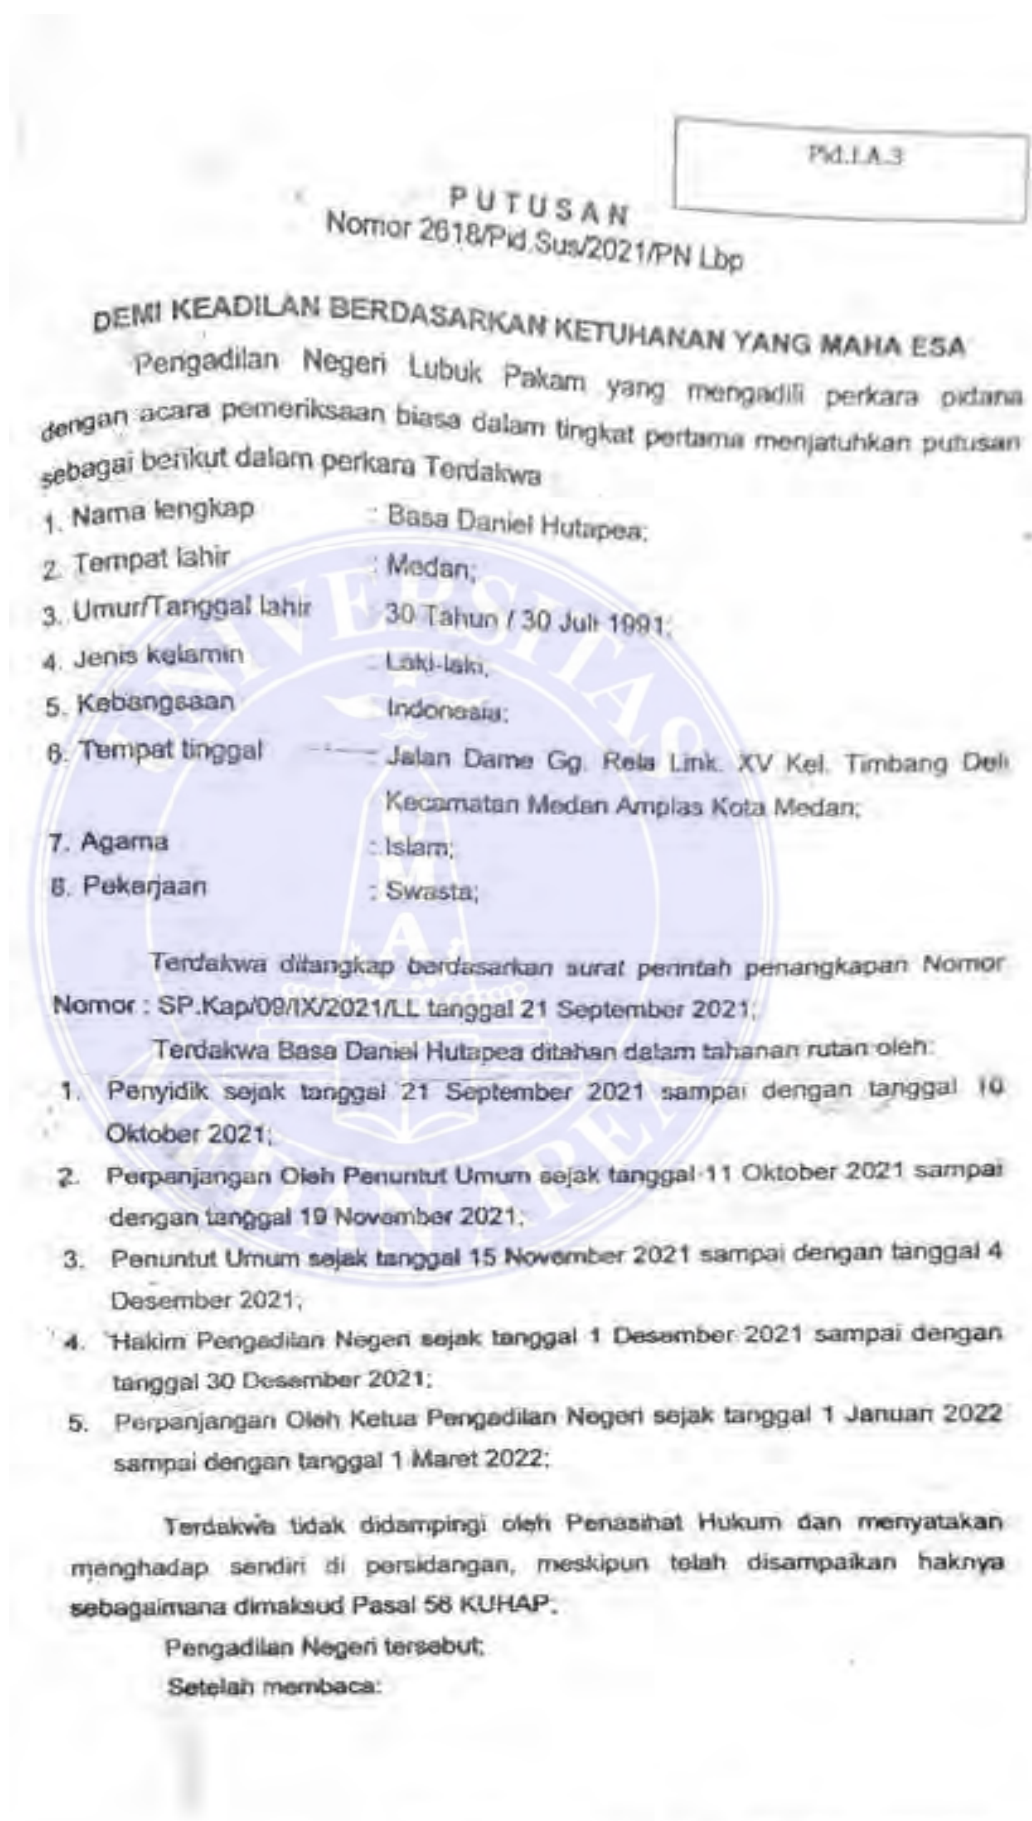 Pid.I.A.3
PUTUSAN
Nomor 2618/Pid.Sus/2021/PN Lbp
DEMI KEADILAN BERDASARKAN KETUHANAN YANG MAHA ESA
Pengadilan Negeri Lubuk Pakam yang mengadili perkara pidana
dengan acara pemeriksaan biasa dalam tingkat pertama menjatuhkan putusan
sebagai berikut dalam perkara Terdakwa :
1. Nama lengkap : Basa Daniel Hutapea;
2. Tempat lahir : Medan;
3. Umur/Tanggal lahir 30 Tahun / 30 Juli 1991;
4. Jenis kelamin : Laki-laki;
5. Kebangsaan Indonesia;
6. Tempat tinggal : Jalan Dame Gg. Rela Link. XV Kel. Timbang Deli
Kecamatan Medan Amplas Kota Medan;
7. Agama : Islam;
8. Pekerjaan : Swasta;
Terdakwa ditangkap berdasarkan surat perintah penangkapan Nomor
Nomor : SP.Kap/09/IX/2021/LL tanggal 21 September 2021;
Terdakwa Basa Daniel Hutapea ditahan dalam tahanan rutan oleh:
1. Penyidik sejak tanggal 21 September 2021 sampai dengan tanggal 10
Oktober 2021;
2. Perpanjangan Oleh Penuntut Umum sejak tanggal 11 Oktober 2021 sampai
dengan tanggal 19 November 2021;
3. Penuntut Umum sejak tanggal 15 November 2021 sampai dengan tanggal 4
Desember 2021;
4. Hakim Pengadilan Negeri sejak tanggal 1 Desember 2021 sampai dengan
tanggal 30 Desember 2021;
5. Perpanjangan Oleh Ketua Pengadilan Negeri sejak tanggal 1 Januari 2022
sampai dengan tanggal 1 Maret 2022;
Terdakwa tidak didampingi oleh Penasihat Hukum dan menyatakan
menghadap sendiri di persidangan, meskipun telah disampaikan haknya
sebagaimana dimaksud Pasal 56 KUHAP;
Pengadilan Negeri tersebut;
Setelah membaca:
UNIVERSITAS
MEDAN AREA